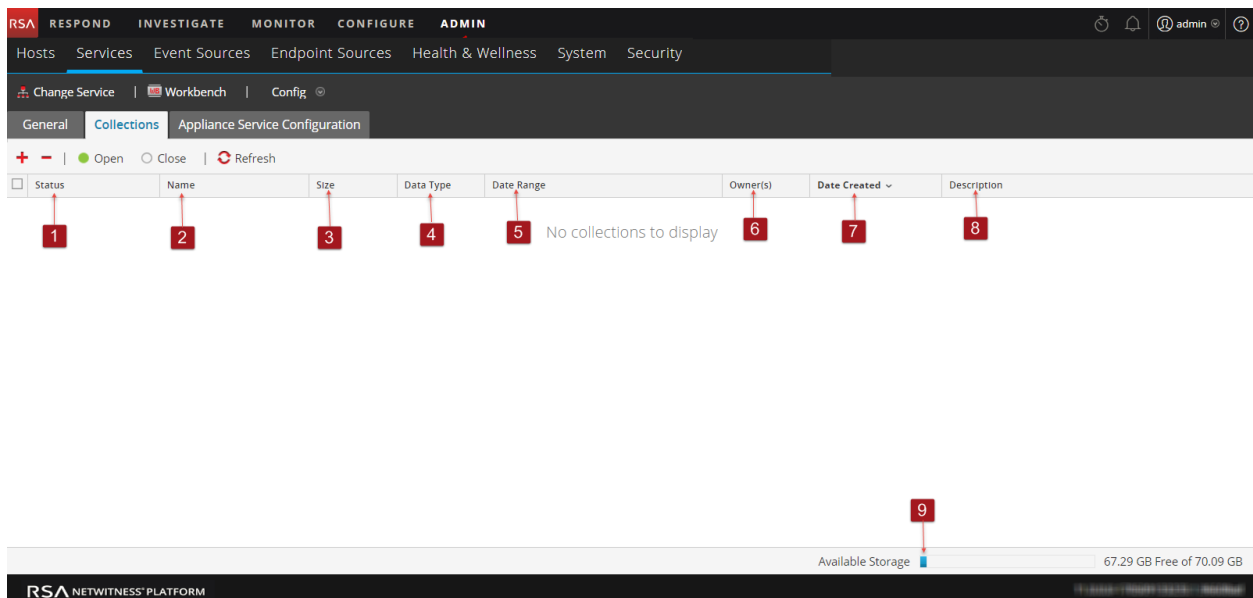 RSA RESPOND INVESTIGATE MONITOR CONFIGURE ADMIN admin ?
Hosts Services Event Sources Endpoint Sources Health & Wellness System Security
Change Service | Workbench | Config
General Collections Appliance Service Configuration
+ - | Open Close | Refresh
Status Name Size Data Type Date Range Owner(s) Date Created Description
1 2 3 4 5 No collections to display 6 7 8
9
Available Storage 67.29 GB Free of 70.09 GB
RSA NETWITNESS® PLATFORM